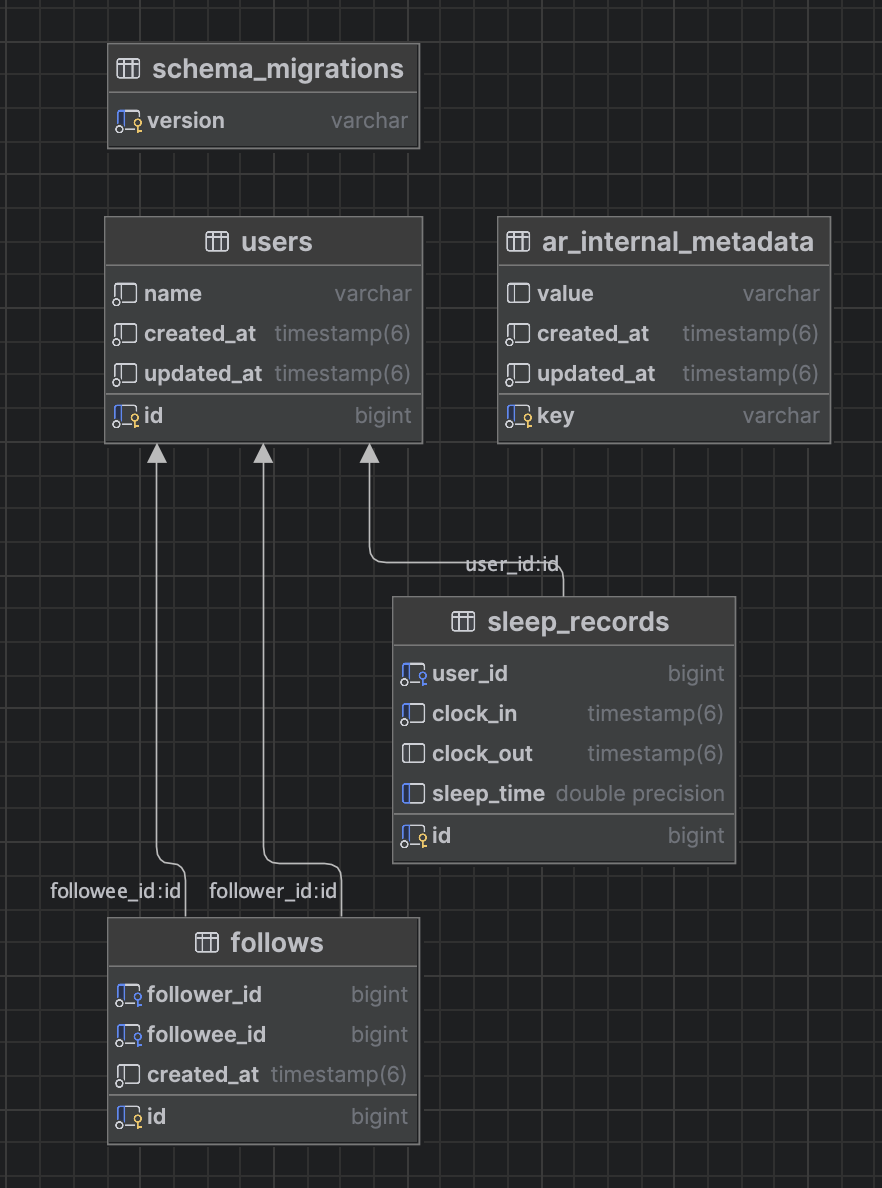 schema_migrations
version varchar
users
name varchar
created_at timestamp(6)
updated_at timestamp(6)
id bigint
ar_internal_metadata
value varchar
created_at timestamp(6)
updated_at timestamp(6)
key varchar
user_id:id
sleep_records
user_id bigint
clock_in timestamp(6)
clock_out timestamp(6)
sleep_time double precision
id bigint
followee_id:id
follower_id:id
follows
follower_id bigint
followee_id bigint
created_at timestamp(6)
id bigint